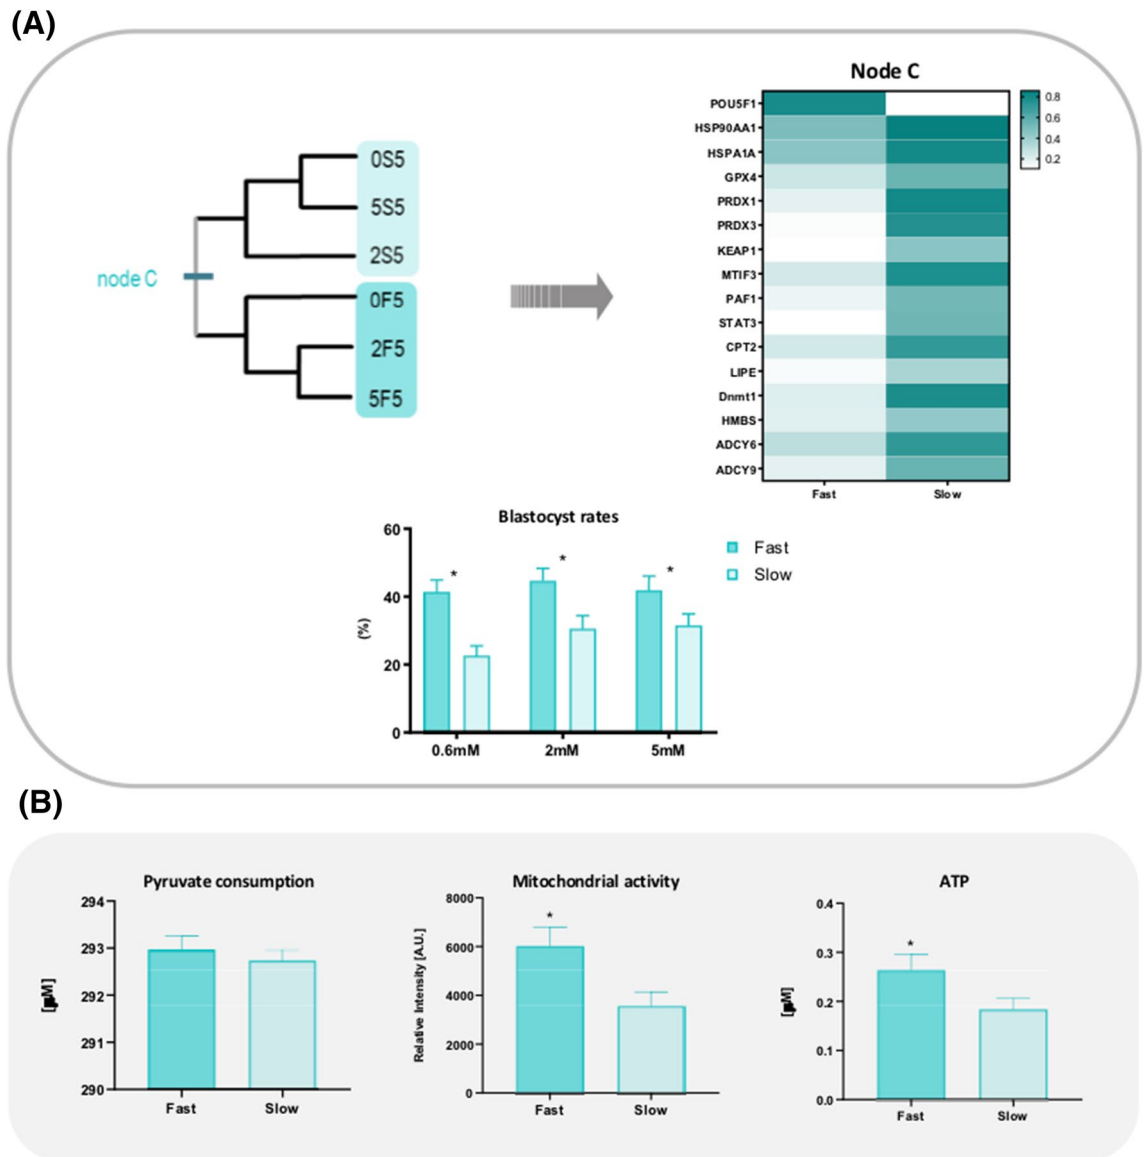 (A)
Node C
0S5
5S5
2S5
node C
0F5
2F5
5F5
POU5F1
HSP90AA1
HSPA1A
GPX4
PRDX1
PRDX3
KEAP1
MTIF3
PAF1
STAT3
CPT2
LIPE
Dnmt1
HMBS
ADCY6
ADCY9
Fast Slow
0.8
0.6
0.4
0.2
Blastocyst rates
(%)
60
40
20
0
* * *
0.6mM 2mM 5mM
Fast
Slow
(B)
Pyruvate consumption
294
293
292
291
290
Fast Slow
Mitochondrial activity
Relative Intensity [A.U.]
8000
6000
4000
2000
0
*
Fast Slow
ATP
0.4
0.3
0.2
0.1
0.0
*
Fast Slow